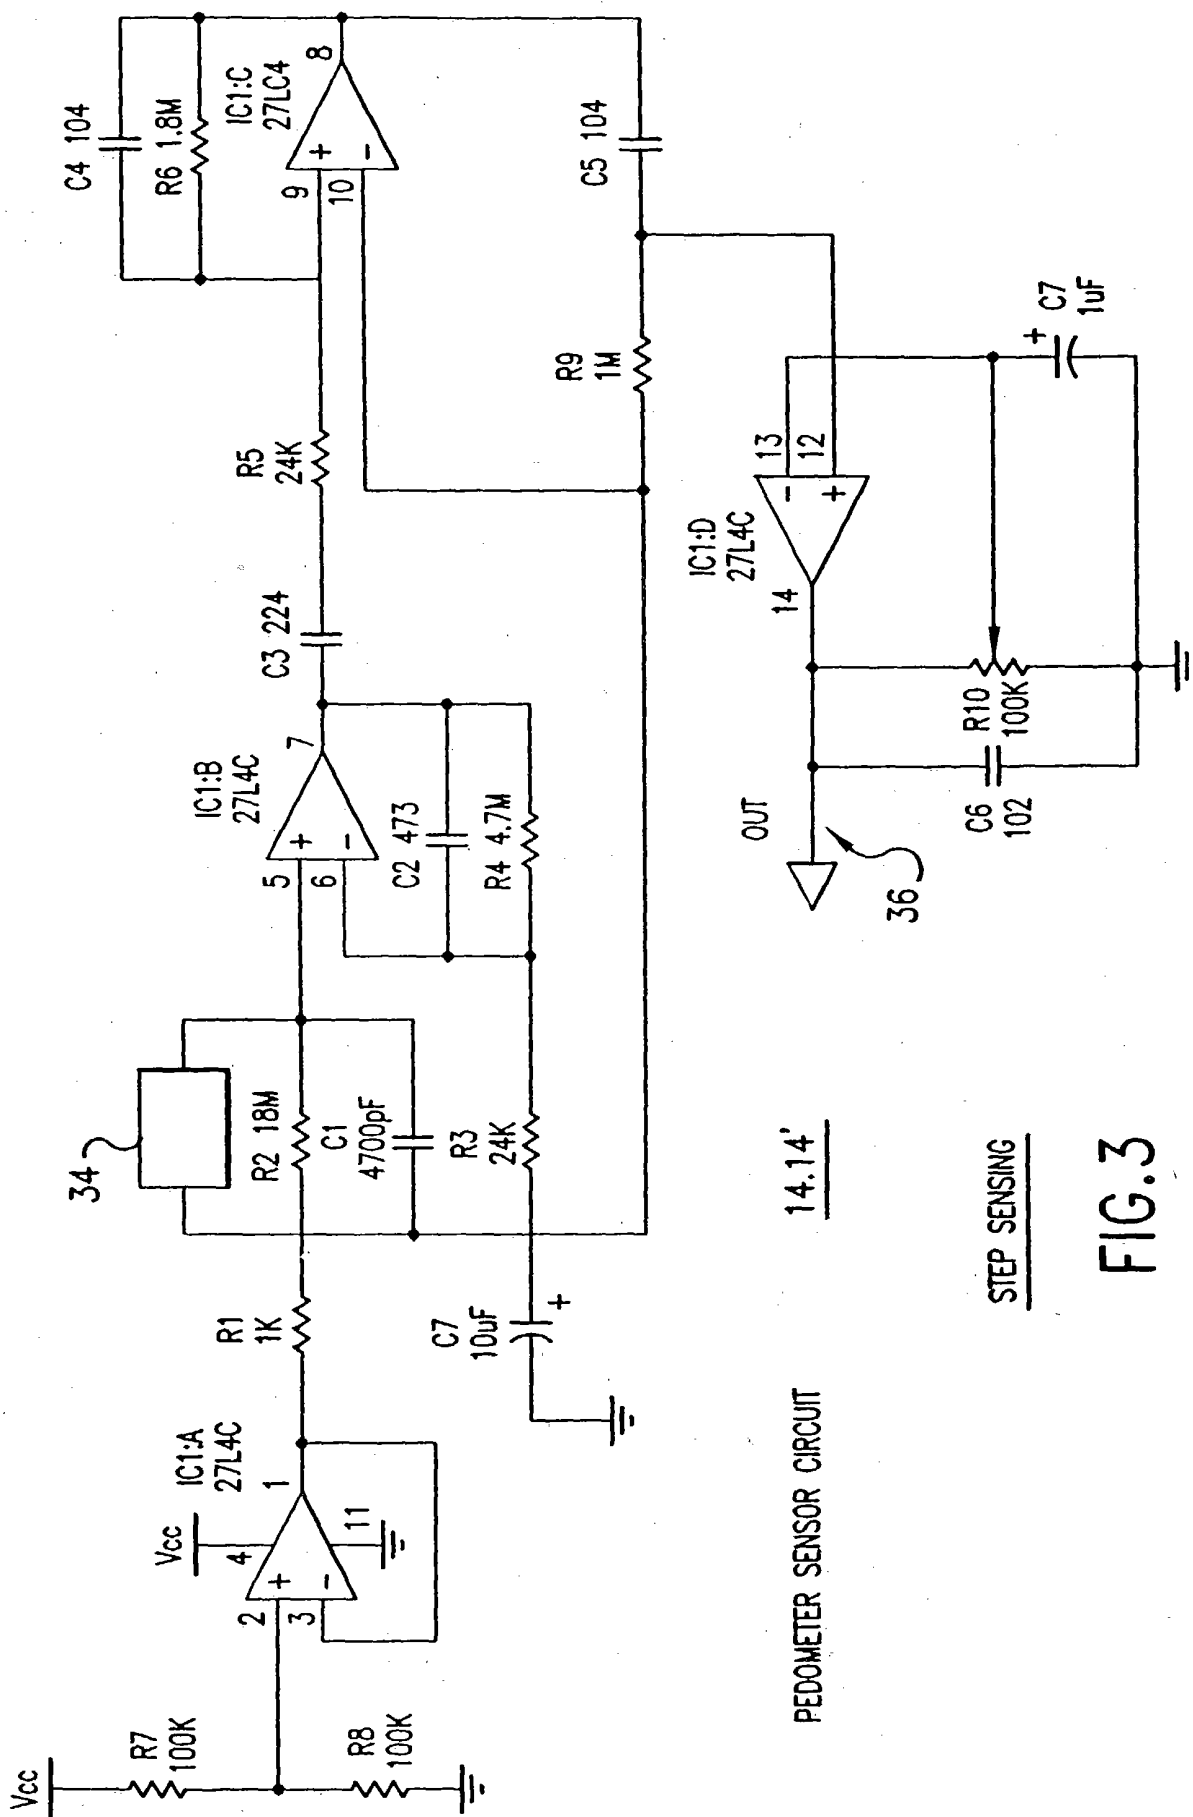 Vcc
R7
100K
R8
100K
Vcc
IC1:A
27L4C
4
2
+
3
-
1
11
R1
1K
34
R2 18M
C1
4700pF
R3
24K
C7
10uF
+
IC1:B
27L4C
5
+
6
-
7
C2 473
R4 4.7M
C3 224
R5
24K
C4 104
R6 1.8M
IC1:C
27LC4
9
+
10
-
8
C5 104
R9
1M
IC1:D
27L4C
13
-
12
+
14
C7
1uF
+
R10
100K
C6
102
OUT
36
14.14'
PEDOMETER SENSOR CIRCUIT
STEP SENSING
FIG.3